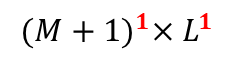 (M + 1)¹ × L¹